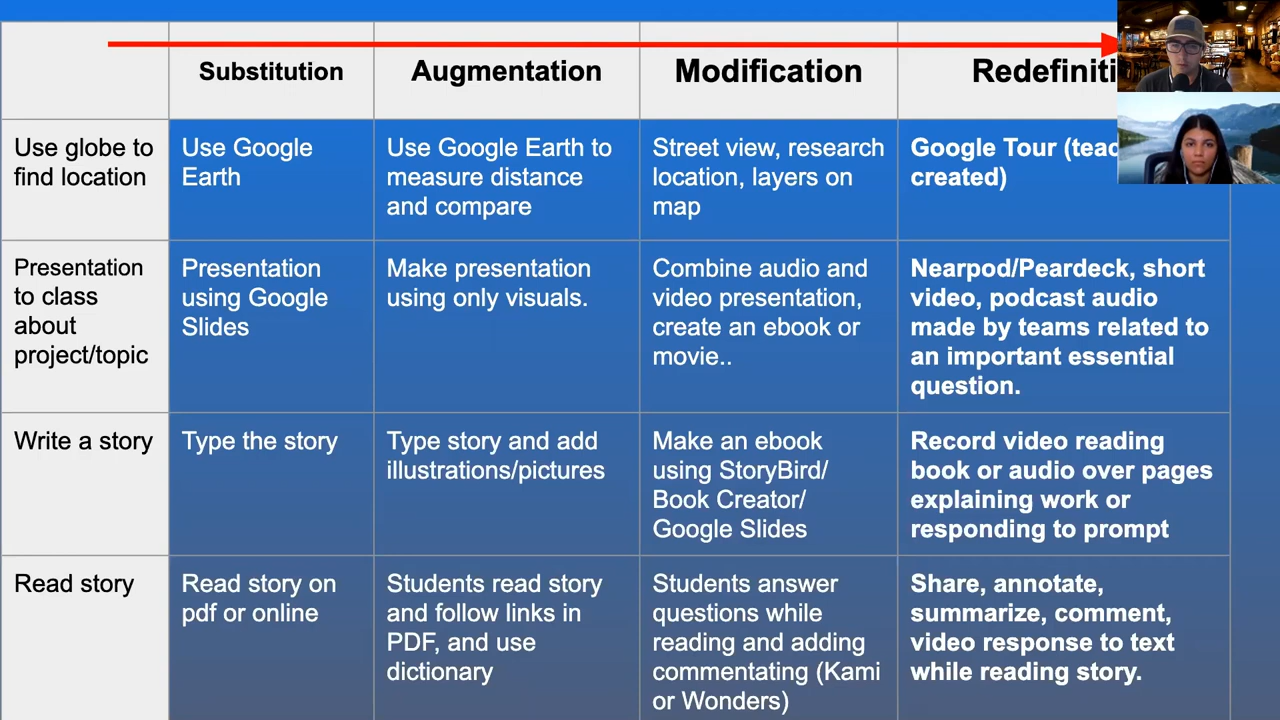 Substitution
Augmentation
Modification
Use globe to
find location
Use Google
Earth
Use Google Earth to
measure distance
and compare
Street view, research
location, layers on
map
Google Tour
created)
Presentation
to class
about
project/topic
Presentation
using Google
Slides
Make presentation
using only visuals.
Combine audio and
video presentation,
create an ebook or
movie..
Nearpod/Peardeck, short
video, podcast audio
made by teams related to
an important essential
question.
Write a story
Type the story
Type story and add
illustrations/pictures
Make an ebook
using StoryBird/
Book Creator/
Google Slides
Record video reading
book or audio over pages
explaining work or
responding to prompt
Read story
Read story on
pdf or online
Students read story
and follow links in
PDF, and use
dictionary
Students answer
questions while
reading and adding
commentating (Kami
or Wonders)
Share, annotate,
summarize, comment,
video response to text
while reading story.